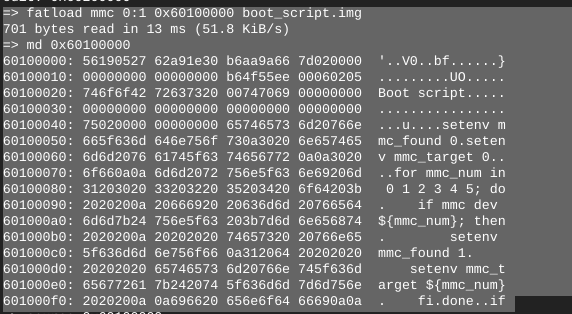 => fatload mmc 0:1 0x60100000 boot_script.img
701 bytes read in 13 ms (51.8 KiB/s)
=> md 0x60100000
60100000: 56190527 62a91e30 b6aa9a66 7d020000  '..V0..bf......}
60100010: 00000000 00000000 b64f55ee 00060205  .........UO.....
60100020: 746f6f42 72637320 00747069 00000000  Boot script.....
60100030: 00000000 00000000 00000000 00000000  ................
60100040: 75020000 00000000 65746573 6d20766e  ...u....setenv m
60100050: 665f636d 646e756f 730a3020 6e657465  mc_found 0.seten
60100060: 6d6d2076 61745f63 74656772 0a0a3020  v mmc_target 0..
60100070: 6f660a0a 6d6d2072 756e5f63 6e69206d  ..for mmc_num in
60100080: 31203020 33203220 35203420 6f64203b   0 1 2 3 4 5; do
60100090: 2020200a 20666920 20636d6d 20766564  .    if mmc dev
601000a0: 6d6d7b24 756e5f63 203b7d6d 6e656874  ${mmc_num}; then
601000b0: 2020200a 20202020 74657320 20766e65  .        setenv
601000c0: 5f636d6d 6e756f66 0a312064 20202020  mmc_found 1.
601000d0: 20202020 65746573 6d20766e 745f636d      setenv mmc_t
601000e0: 65677261 7b242074 5f636d6d 7d6d756e  arget ${mmc_num}
601000f0: 2020200a 0a696620 656e6f64 66690a0a  .    fi.done..if